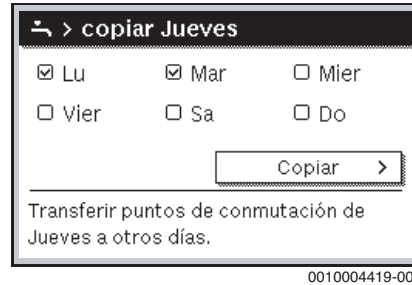 > copiar Jueves
☑ Lu ☑ Mar ☐ Mier
☐ Vier ☐ Sa ☐ Do
Copiar >
Transferir puntos de conmutación de
Jueves a otros días.
0010004419-00